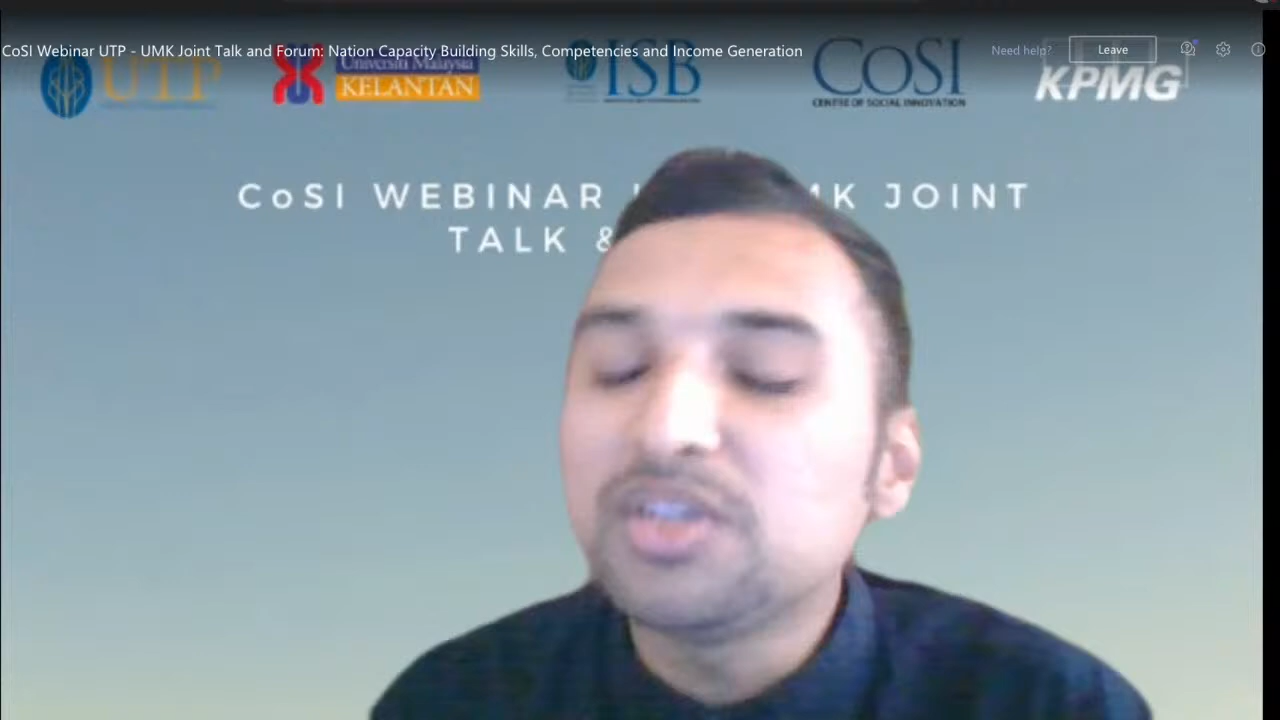 CoSI Webinar UTP - UMK Joint Talk and Forum: Nation Capacity Building Skills, Competencies and Income Generation
Need help?
Leave
UTP
Universiti Malaysia
KELANTAN
ISB
CoSI
CENTRE OF SOCIAL INNOVATION
KPMG
CoSI WEBINAR MK JOINT
TALK &